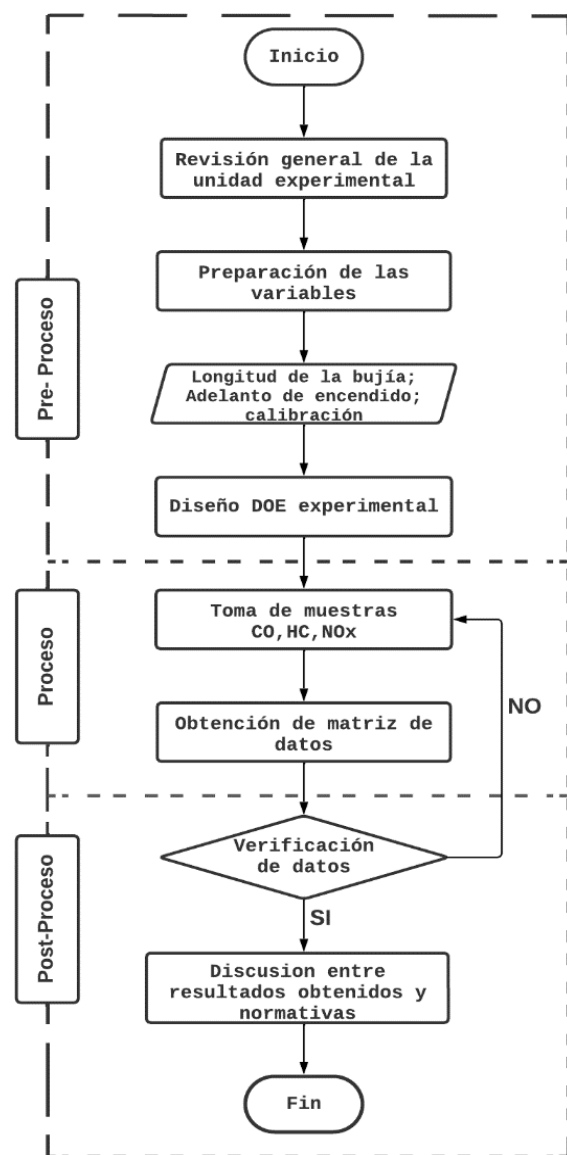 Inicio
Revisión general de la
unidad experimental
Preparación de las
variables
Pre- Proceso
Longitud de la bujía;
Adelanto de encendido;
calibración
Diseño DOE experimental
Proceso
Toma de muestras
CO,HC,NOx
NO
Obtención de matriz de
datos
Post-Proceso
Verificación
de datos
SI
Discusion entre
resultados obtenidos y
normativas
Fin